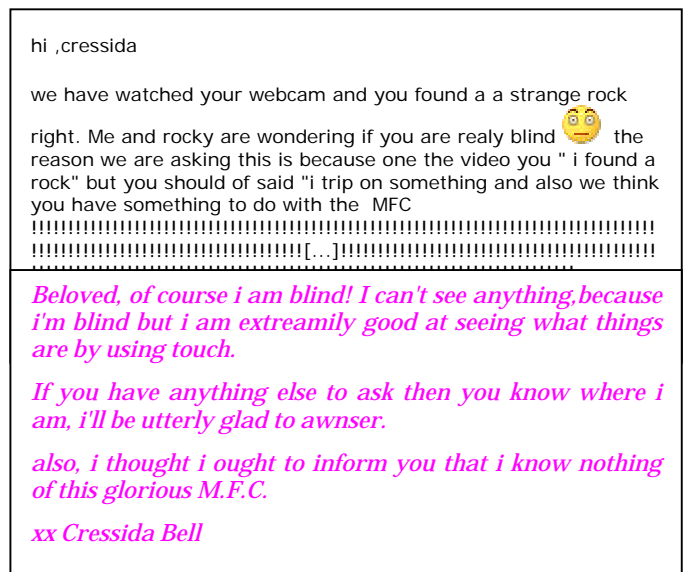 hi ,cressida
we have watched your webcam and you found a a strange rock
right. Me and rocky are wondering if you are realy blind the
reason we are asking this is because one the video you " i found a
rock" but you should of said "i trip on something and also we think
you have something to do with the MFC
!!!!!!!!!!!!!!!!!!!!!!!!!!!!!!!!!!!!!!!!!!!!!!!!!!!!!!!!!!!!!!!!!!!!!!!!!!!!!!!!!!!!!
!!!!!!!!!!!!!!!!!!!!!!!!!!!!!!!!!!!!![...]!!!!!!!!!!!!!!!!!!!!!!!!!!!!!!!!!!!!!!!!!!!
!!!!!!!!!!!!!!!!!!!!!!!!!!!!!!!!!!!!!!!!!!!!!!!!!!!!!!!!!!!!!!!!!!!!!!!!!!
Beloved, of course i am blind! I can't see anything,because
i'm blind but i am extreamily good at seeing what things
are by using touch.
If you have anything else to ask then you know where i
am, i'll be utterly glad to awnser.
also, i thought i ought to inform you that i know nothing
of this glorious M.F.C.
xx Cressida Bell